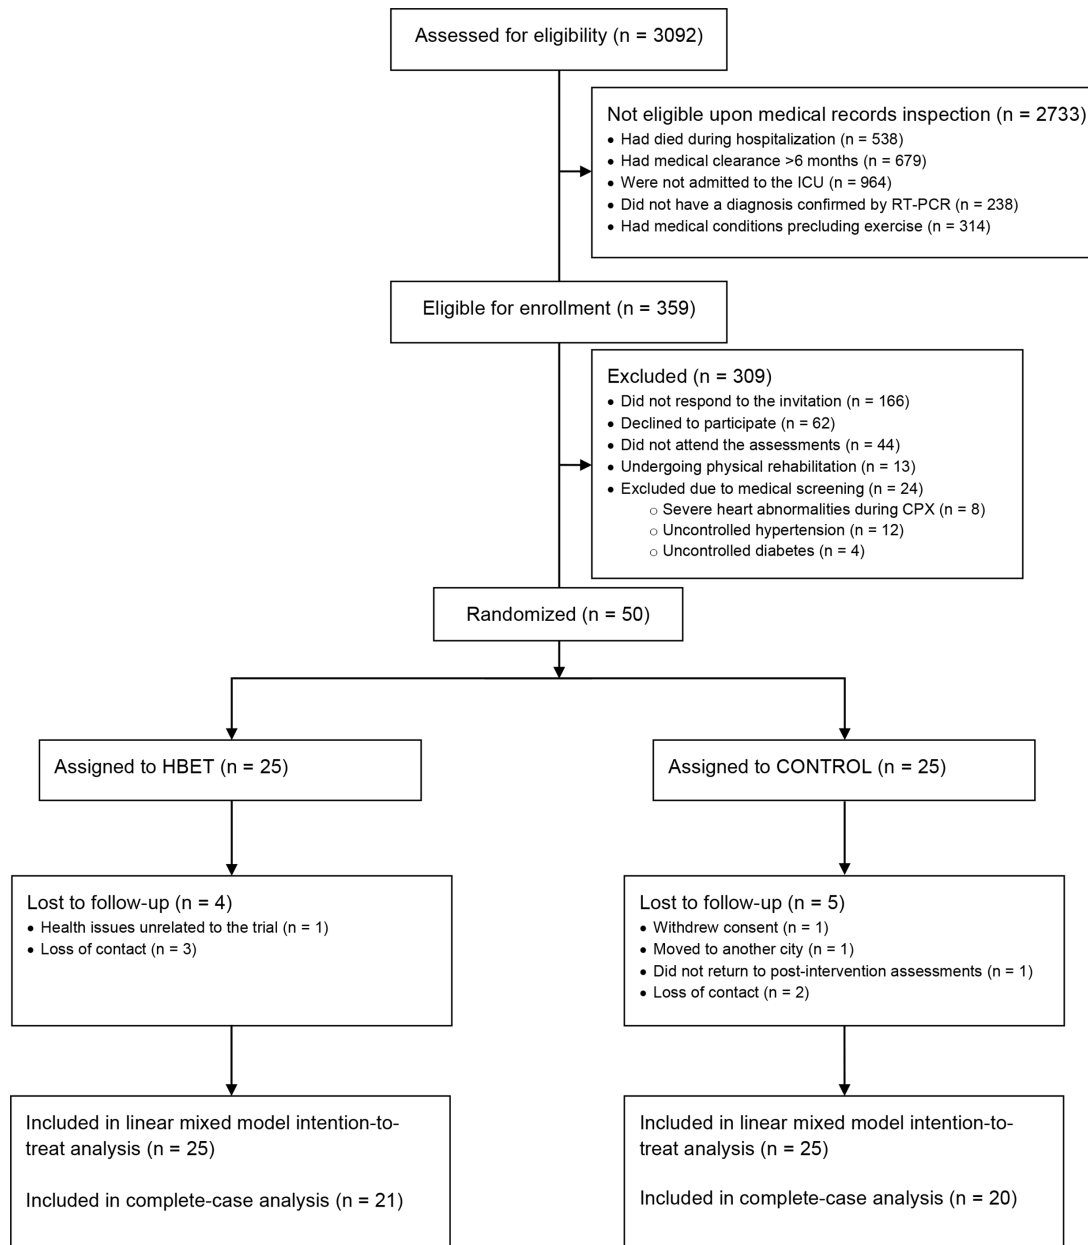 Assessed for eligibility (n = 3092)
Not eligible upon medical records inspection (n = 2733)
• Had died during hospitalization (n = 538)
• Had medical clearance >6 months (n = 679)
• Were not admitted to the ICU (n = 964)
• Did not have a diagnosis confirmed by RT-PCR (n = 238)
• Had medical conditions precluding exercise (n = 314)
Eligible for enrollment (n = 359)
Excluded (n = 309)
• Did not respond to the invitation (n = 166)
• Declined to participate (n = 62)
• Did not attend the assessments (n = 44)
• Undergoing physical rehabilitation (n = 13)
• Excluded due to medical screening (n = 24)
○ Severe heart abnormalities during CPX (n = 8)
○ Uncontrolled hypertension (n = 12)
○ Uncontrolled diabetes (n = 4)
Randomized (n = 50)
Assigned to HBET (n = 25)
Assigned to CONTROL (n = 25)
Lost to follow-up (n = 4)
• Health issues unrelated to the trial (n = 1)
• Loss of contact (n = 3)
Lost to follow-up (n = 5)
• Withdrew consent (n = 1)
• Moved to another city (n = 1)
• Did not return to post-intervention assessments (n = 1)
• Loss of contact (n = 2)
Included in linear mixed model intention-to-
treat analysis (n = 25)
Included in complete-case analysis (n = 21)
Included in linear mixed model intention-to-
treat analysis (n = 25)
Included in complete-case analysis (n = 20)